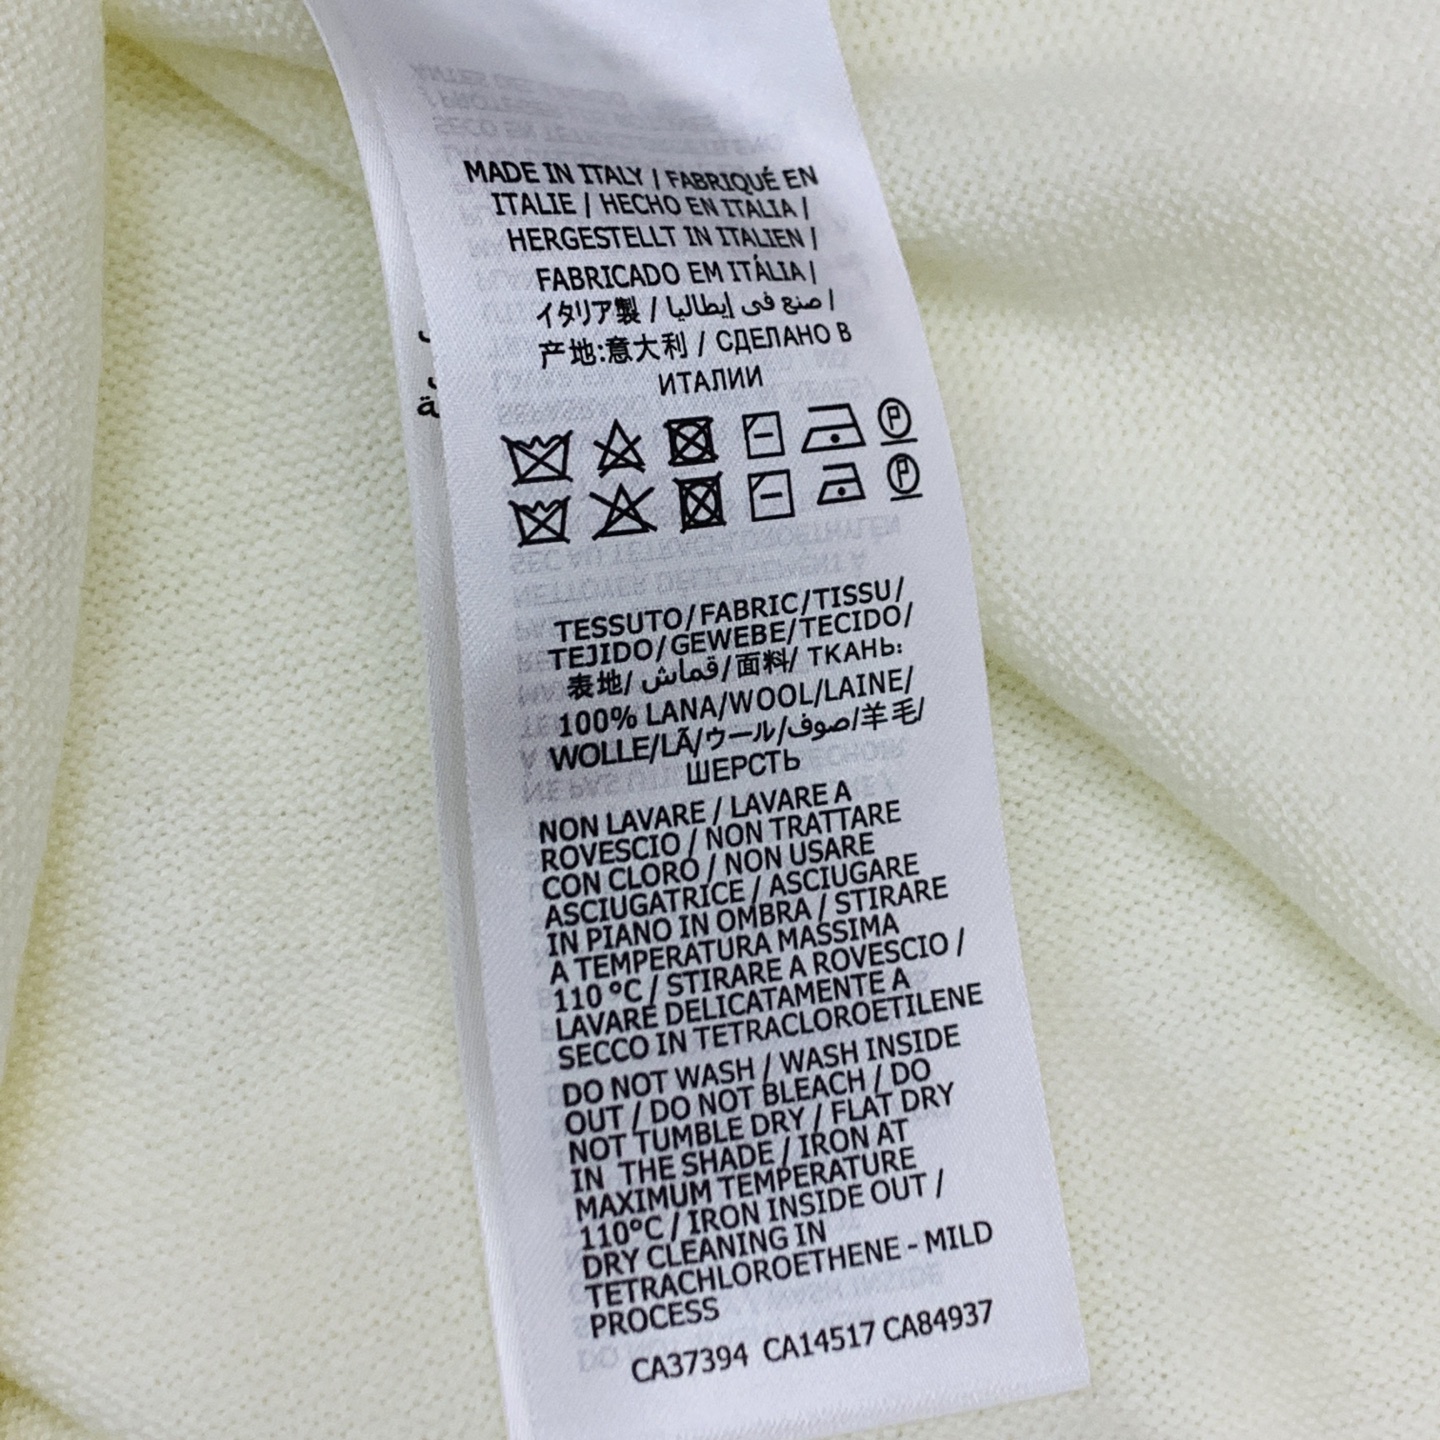 MADE IN ITALY / FABRIQUÉ EN
ITALIE / HECHO EN ITALIA /
HERGESTELLT IN ITALIEN /
FABRICADO EM ITÁLIA /
イタリア製 / صنع في إيطاليا /
产地:意大利 / СДЕЛАНО В
ИТАЛИИ
P
P
TESSUTO/FABRIC/TISSU/
TEJIDO/GEWEBE/TECIDO/
表地/ قماش/面料/ ТКАНЬ:
100% LANA/WOOL/LAINE/
WOLLE/LÃ/ウール/صوف/羊毛/
ШЕРСТЬ
NON LAVARE / LAVARE A
ROVESCIO / NON TRATTARE
CON CLORO / NON USARE
ASCIUGATRICE / ASCIUGARE
IN PIANO IN OMBRA / STIRARE
A TEMPERATURA MASSIMA
110 °C / STIRARE A ROVESCIO /
LAVARE DELICATAMENTE A
SECCO IN TETRACLOROETILENE
DO NOT WASH / WASH INSIDE
OUT / DO NOT BLEACH / DO
NOT TUMBLE DRY / FLAT DRY
IN THE SHADE / IRON AT
MAXIMUM TEMPERATURE
110°C / IRON INSIDE OUT /
DRY CLEANING IN
TETRACHLOROETHENE - MILD
PROCESS
CA37394 CA14517 CA84937